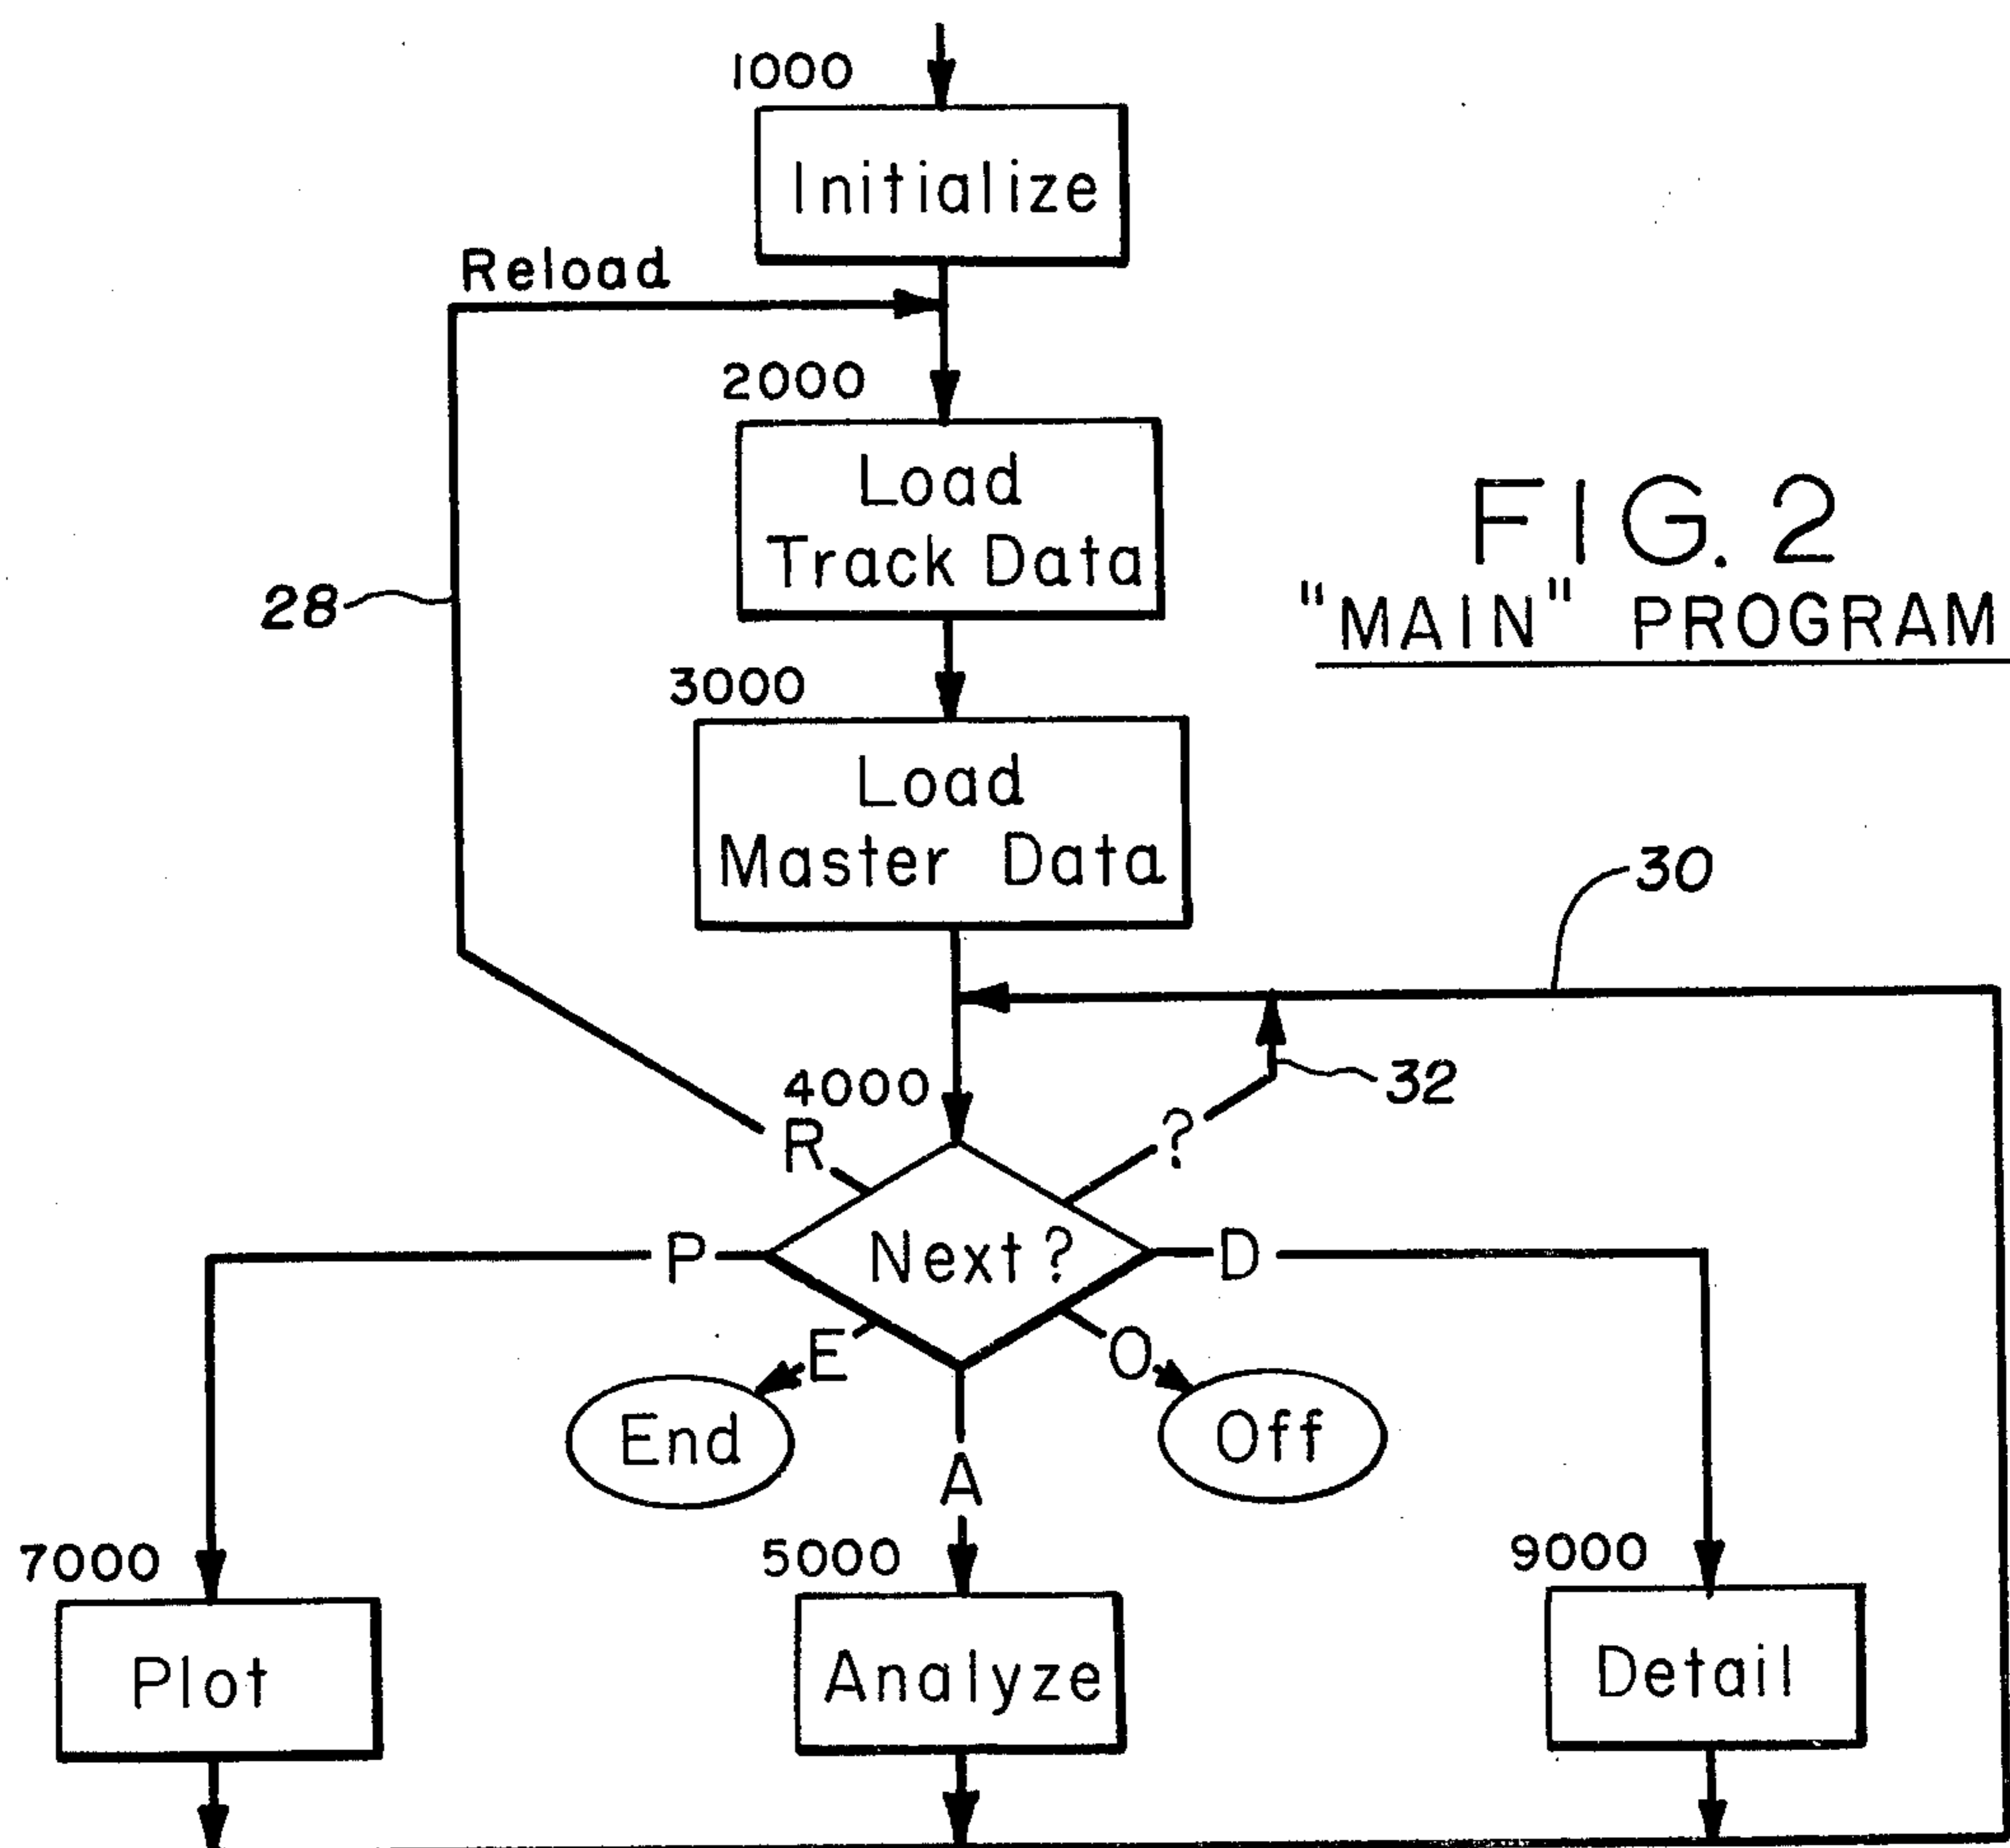 1000
Initialize
Reload
2000
Load
Track Data
FIG. 2
"MAIN" PROGRAM
28
3000
Load
Master Data
30
4000
32
R
?
P
Next?
D
E
O
End
Off
A
7000
5000
9000
Plot
Analyze
Detail